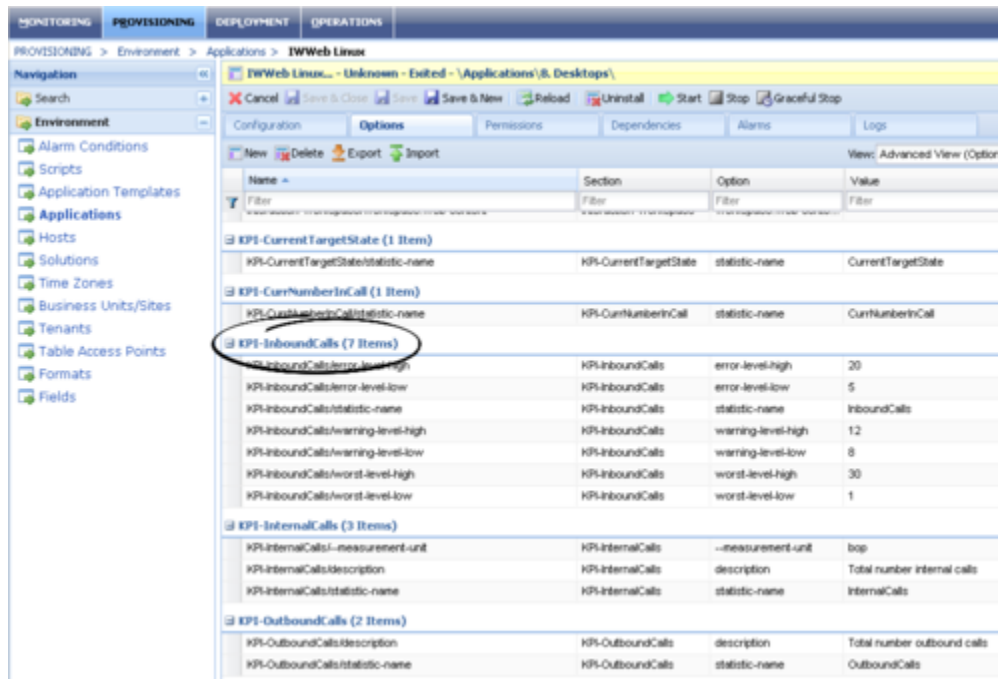 MONITORING PROVISIONING DEPLOYMENT OPERATIONS
PROVISIONING > Environment > Applications > IWWeb Linux
Navigation
Search
Environment
Alarm Conditions
Scripts
Application Templates
Applications
Hosts
Solutions
Time Zones
Business Units/Sites
Tenants
Table Access Points
Formats
Fields
IWWeb Linux... - Unknown - Exited - \Applications\8. Desktops\
Cancel Save & Close Save Save & New Reload Uninstall Start Stop Graceful Stop
Configuration Options Permissions Dependencies Alarms Logs
New Delete Export Import View: Advanced View (Option
Name Section Option Value
Filter Filter Filter Filter
KPI-CurrentTargetState (1 Item)
KPI-CurrentTargetState/statistic-name KPI-CurrentTargetState statistic-name CurrentTargetState
KPI-CurrNumberInCall (1 Item)
KPI-CurrNumberInCall/statistic-name KPI-CurrNumberInCall statistic-name CurrNumberInCall
KPI-InboundCalls (7 Items)
KPI-InboundCalls/error-level-high KPI-InboundCalls error-level-high 20
KPI-InboundCalls/error-level-low KPI-InboundCalls error-level-low 5
KPI-InboundCalls/statistic-name KPI-InboundCalls statistic-name InboundCalls
KPI-InboundCalls/warning-level-high KPI-InboundCalls warning-level-high 12
KPI-InboundCalls/warning-level-low KPI-InboundCalls warning-level-low 8
KPI-InboundCalls/worst-level-high KPI-InboundCalls worst-level-high 30
KPI-InboundCalls/worst-level-low KPI-InboundCalls worst-level-low 1
KPI-InternalCalls (3 Items)
KPI-InternalCalls/--measurement-unit KPI-InternalCalls --measurement-unit bop
KPI-InternalCalls/description KPI-InternalCalls description Total number internal calls
KPI-InternalCalls/statistic-name KPI-InternalCalls statistic-name InternalCalls
KPI-OutboundCalls (2 Items)
KPI-OutboundCalls/description KPI-OutboundCalls description Total number outbound calls
KPI-OutboundCalls/statistic-name KPI-OutboundCalls statistic-name OutboundCalls